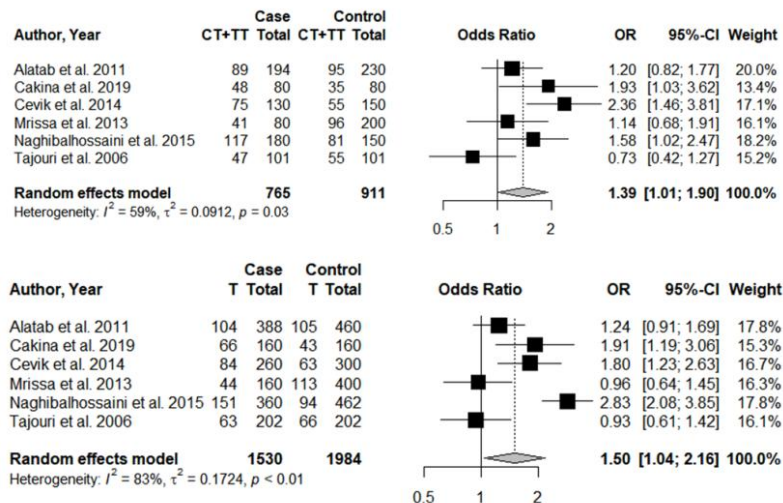 Case Control
Author, Year CT+TT Total CT+TT Total Odds Ratio OR 95%-CI Weight
Alatab et al. 2011 89 194 95 230 1.20 [0.82; 1.77] 20.0%
Cakina et al. 2019 48 80 35 80 1.93 [1.03; 3.62] 13.4%
Cevik et al. 2014 75 130 55 150 2.36 [1.46; 3.81] 17.1%
Mrissa et al. 2013 41 80 96 200 1.14 [0.68; 1.91] 16.1%
Naghibalhossaini et al. 2015 117 180 81 150 1.58 [1.02; 2.47] 18.2%
Tajouri et al. 2006 47 101 55 101 0.73 [0.42; 1.27] 15.2%
Random effects model 765 911 1.39 [1.01; 1.90] 100.0%
Heterogeneity: I² = 59%, τ² = 0.0912, p = 0.03
0.5 1 2
Case Control
Author, Year T Total T Total Odds Ratio OR 95%-CI Weight
Alatab et al. 2011 104 388 105 460 1.24 [0.91; 1.69] 17.8%
Cakina et al. 2019 66 160 43 160 1.91 [1.19; 3.06] 15.3%
Cevik et al. 2014 84 260 63 300 1.80 [1.23; 2.63] 16.7%
Mrissa et al. 2013 44 160 113 400 0.96 [0.64; 1.45] 16.3%
Naghibalhossaini et al. 2015 151 360 94 462 2.83 [2.08; 3.85] 17.8%
Tajouri et al. 2006 63 202 66 202 0.93 [0.61; 1.42] 16.1%
Random effects model 1530 1984 1.50 [1.04; 2.16] 100.0%
Heterogeneity: I² = 83%, τ² = 0.1724, p < 0.01
0.5 1 2